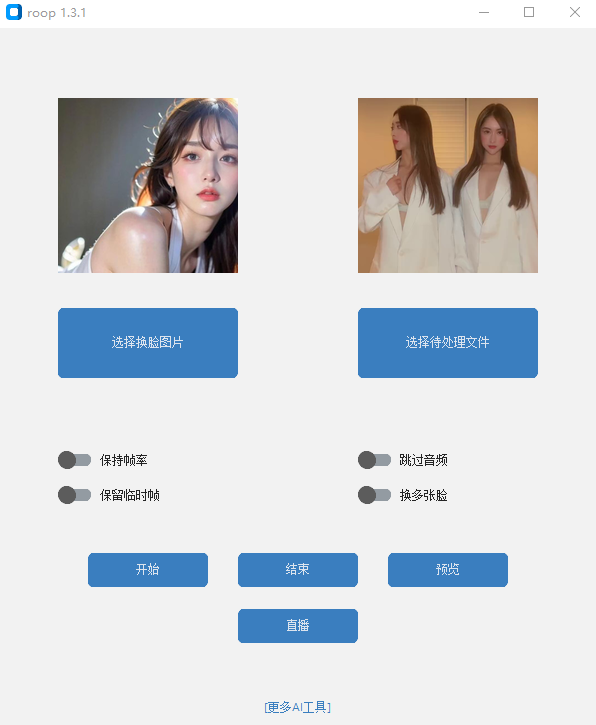 roop 1.3.1
选择换脸图片
选择待处理文件
保持帧率
跳过音频
保留临时帧
换多张脸
开始
结束
预览
直播
[更多AI工具]